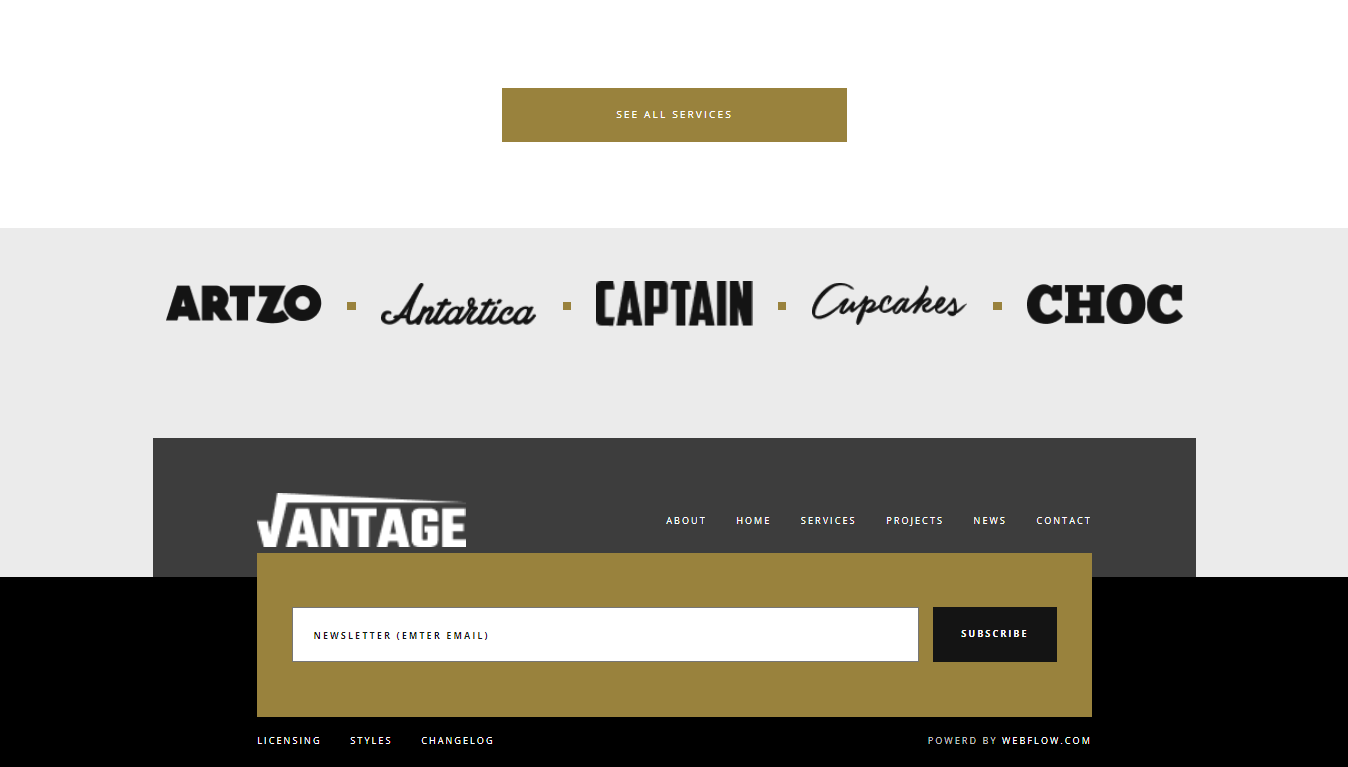 SEE ALL SERVICES
ARTZO Antartica CAPTAIN Cupcakes CHOC
VANTAGE
ABOUT HOME SERVICES PROJECTS NEWS CONTACT
NEWSLETTER (EMTER EMAIL)
SUBSCRIBE
LICENSING STYLES CHANGELOG
POWERD BY WEBFLOW.COM